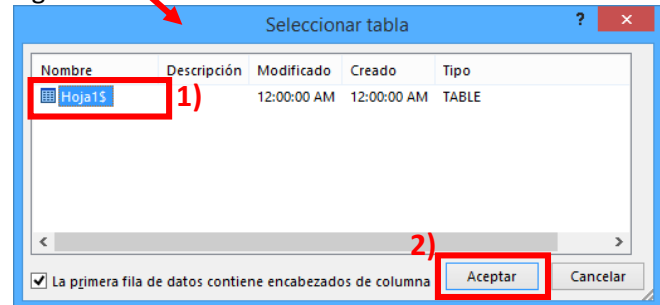 Seleccionar tabla ? ×
Nombre Descripción Modificado Creado Tipo
Hoja1$ 1) 12:00:00 AM 12:00:00 AM TABLE
2)
La primera fila de datos contiene encabezados de columna Aceptar Cancelar